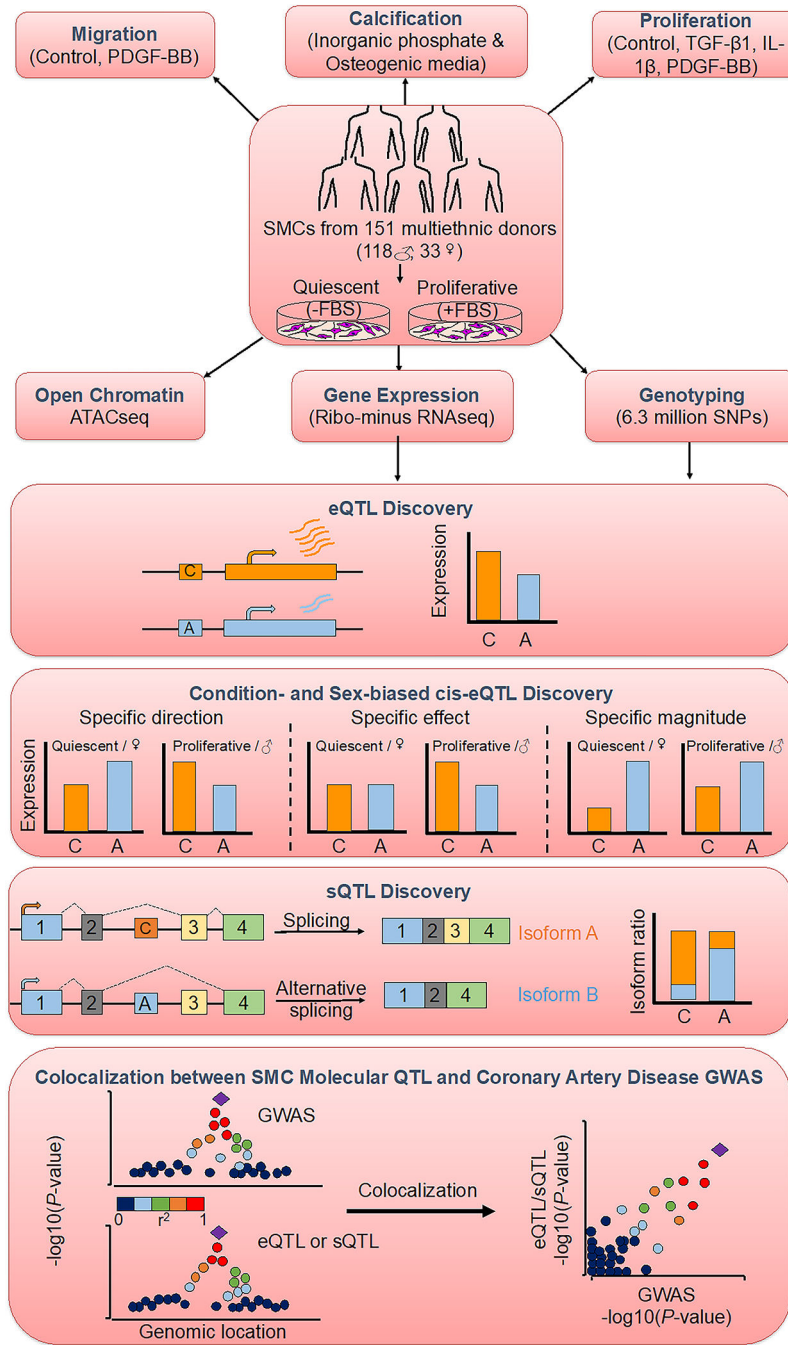 Migration
(Control, PDGF-BB)
Calcification
(Inorganic phosphate &
Osteogenic media)
Proliferation
(Control, TGF-β1, IL-
1β, PDGF-BB)
SMCs from 151 multiethnic donors
(118♂, 33♀)
Quiescent
(-FBS)
Proliferative
(+FBS)
Open Chromatin
ATACseq
Gene Expression
(Ribo-minus RNAseq)
Genotyping
(6.3 million SNPs)
eQTL Discovery
C
A
Expression
C A
Condition- and Sex-biased cis-eQTL Discovery
Specific direction
Specific effect
Specific magnitude
Quiescent / ♀
Proliferative /♂
Quiescent / ♀
Proliferative /♂
Quiescent / ♀
Proliferative /♂
Expression
C A
C A
C A
C A
C A
C A
sQTL Discovery
1 2 C 3 4
Splicing
1 2 3 4
Isoform A
1 2 A 3 4
Alternative
splicing
1 2 4
Isoform B
Isoform ratio
C A
Colocalization between SMC Molecular QTL and Coronary Artery Disease GWAS
GWAS
-log10(P-value)
0 r² 1
eQTL or sQTL
Genomic location
Colocalization
eQTL/sQTL
-log10(P-value)
GWAS
-log10(P-value)